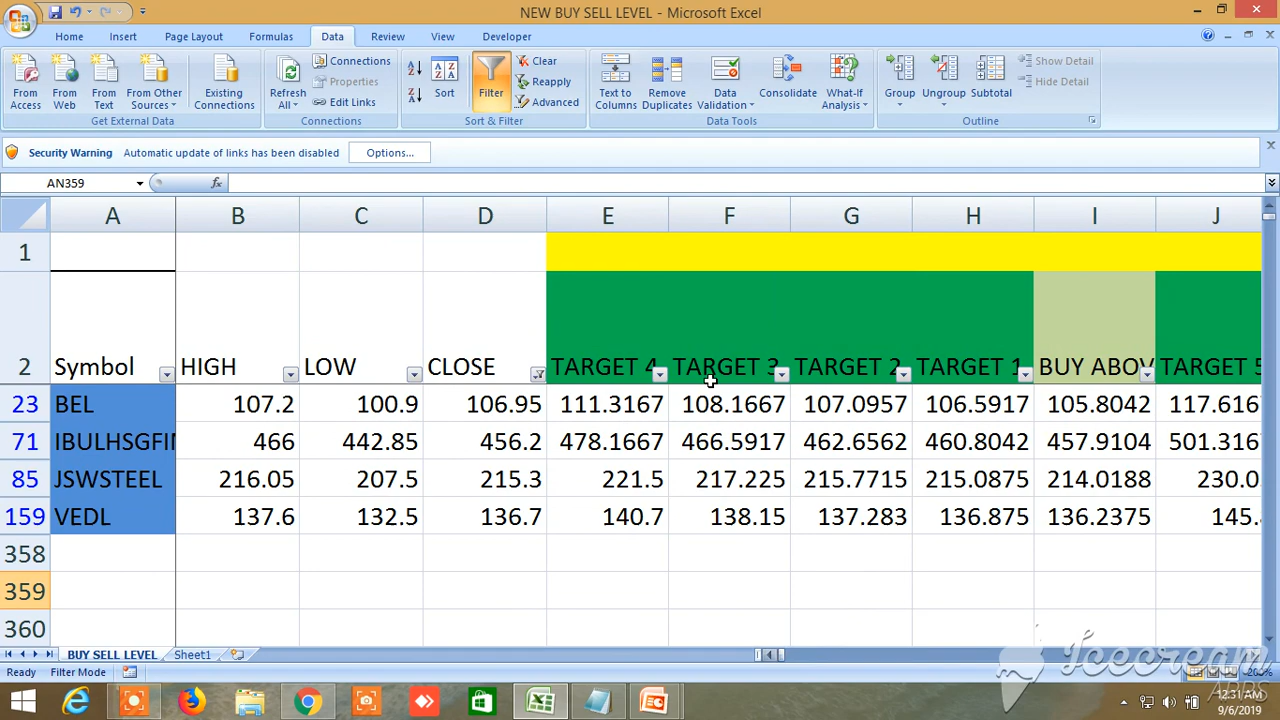 NEW BUY SELL LEVEL - Microsoft Excel
Home Insert Page Layout Formulas Data Review View Developer
From Access
From Web
From Text
From Other Sources
Existing Connections
Get External Data
Refresh All
Connections
Properties
Edit Links
Connections
Sort
Filter
Clear
Reapply
Advanced
Sort & Filter
Text to Columns
Remove Duplicates
Data Validation
Consolidate
What-If Analysis
Data Tools
Group
Ungroup
Subtotal
Show Detail
Hide Detail
Outline
Security Warning Automatic update of links has been disabled Options...
AN359 fx
A B C D E F G H I J
1
2 Symbol HIGH LOW CLOSE TARGET 4 TARGET 3 TARGET 2 TARGET 1 BUY ABOV TARGET 5
23 BEL 107.2 100.9 106.95 111.3167 108.1667 107.0957 106.5917 105.8042 117.616
71 IBULHSGFIN 466 442.85 456.2 478.1667 466.5917 462.6562 460.8042 457.9104 501.316
85 JSWSTEEL 216.05 207.5 215.3 221.5 217.225 215.7715 215.0875 214.0188 230.0
159 VEDL 137.6 132.5 136.7 140.7 138.15 137.283 136.875 136.2375 145.
358
359
360
BUY SELL LEVEL Sheet1
Ready Filter Mode 200%
Icecream
APPS
12:31 AM
9/6/2019